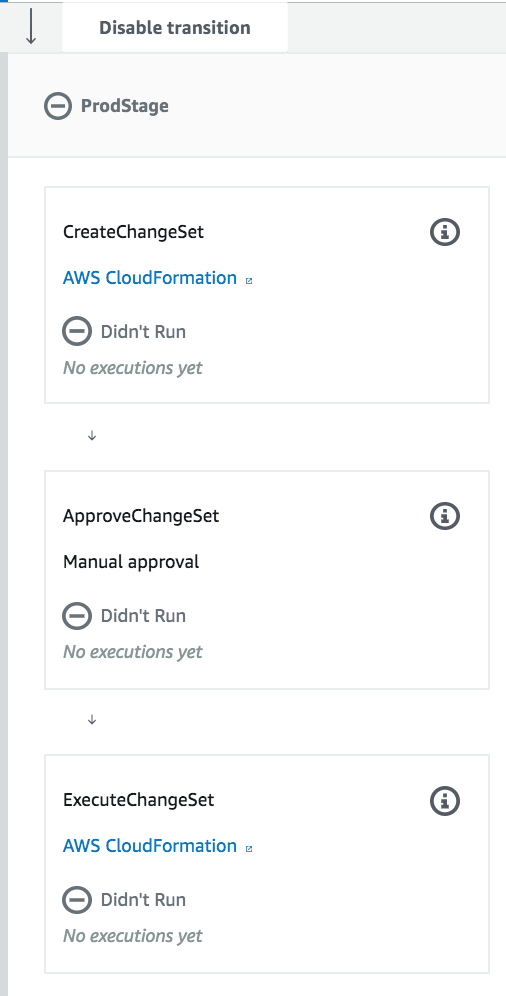 Disable transition
ProdStage
CreateChangeSet
AWS CloudFormation
Didn't Run
No executions yet
ApproveChangeSet
Manual approval
Didn't Run
No executions yet
ExecuteChangeSet
AWS CloudFormation
Didn't Run
No executions yet